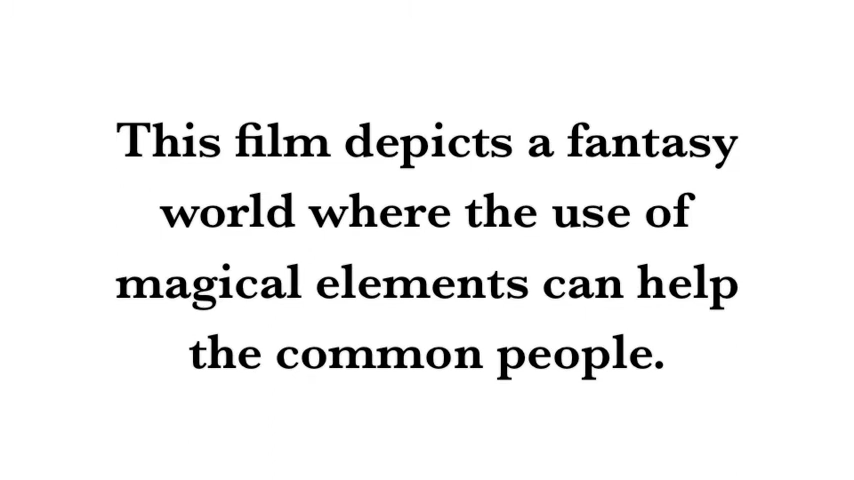 This film depicts a fantasy
world where the use of
magical elements can help
the common people.